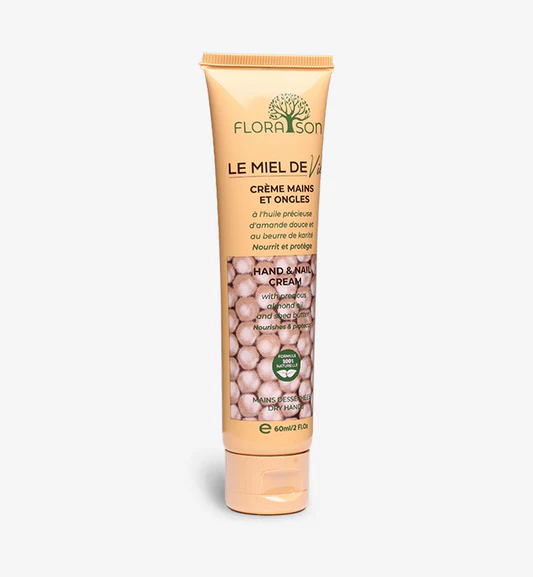 FLORA SON
LE MIEL DE Vie
CRÈME MAINS
ET ONGLES
à l'huile précieuse
d'amande douce et
au beurre de karité
Nourrit et protège
HAND & NAIL
CREAM
with precious
almond oil
and shea butter
Nourishes & protects
FORMULE
100%
NATURELLE
MAINS DESSÉCHÉES
DRY HANDS
e 60ml/2 FL.Oz